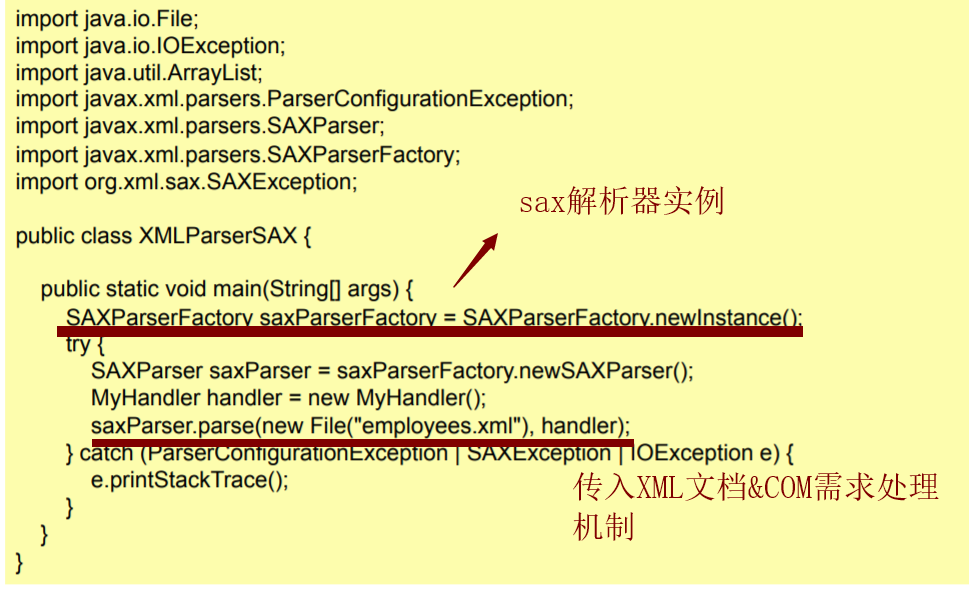 import java.io.File;
import java.io.IOException;
import java.util.ArrayList;
import javax.xml.parsers.ParserConfigurationException;
import javax.xml.parsers.SAXParser;
import javax.xml.parsers.SAXParserFactory;
import org.xml.sax.SAXException;
sax解析器实例
public class XMLParserSAX {
public static void main(String[] args) {
SAXParserFactory saxParserFactory = SAXParserFactory.newInstance();
try {
SAXParser saxParser = saxParserFactory.newSAXParser();
MyHandler handler = new MyHandler();
saxParser.parse(new File("employees.xml"), handler);
} catch (ParserConfigurationException | SAXException | IOException e) {
e.printStackTrace();
传入XML文档&COM需求处理
机制
}
}
}